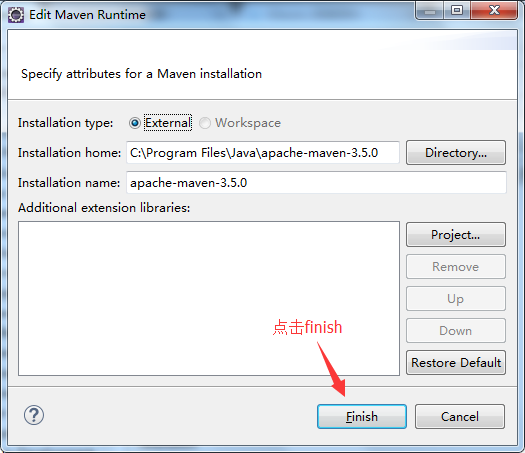 Edit Maven Runtime
Specify attributes for a Maven installation
Installation type: External Workspace
Installation home: C:\Program Files\Java\apache-maven-3.5.0 Directory...
Installation name: apache-maven-3.5.0
Additional extension libraries:
Project...
Remove
Up
Down
Restore Default
点击finish
Finish Cancel